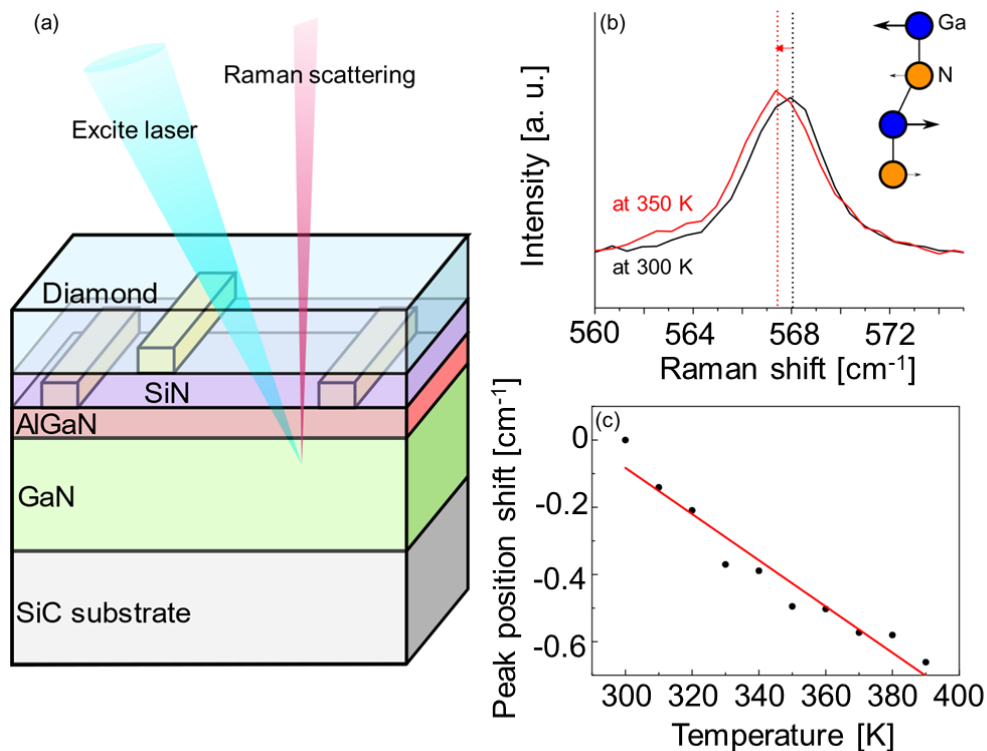 (a)
Raman scattering
Excite laser
Diamond
SiN
AlGaN
GaN
SiC substrate
(b)
Ga
N
Intensity [a. u.]
at 350 K
at 300 K
560 564 568 572
Raman shift [cm⁻¹]
(c)
Peak position shift [cm⁻¹]
0
-0.2
-0.4
-0.6
300 320 340 360 380 400
Temperature [K]